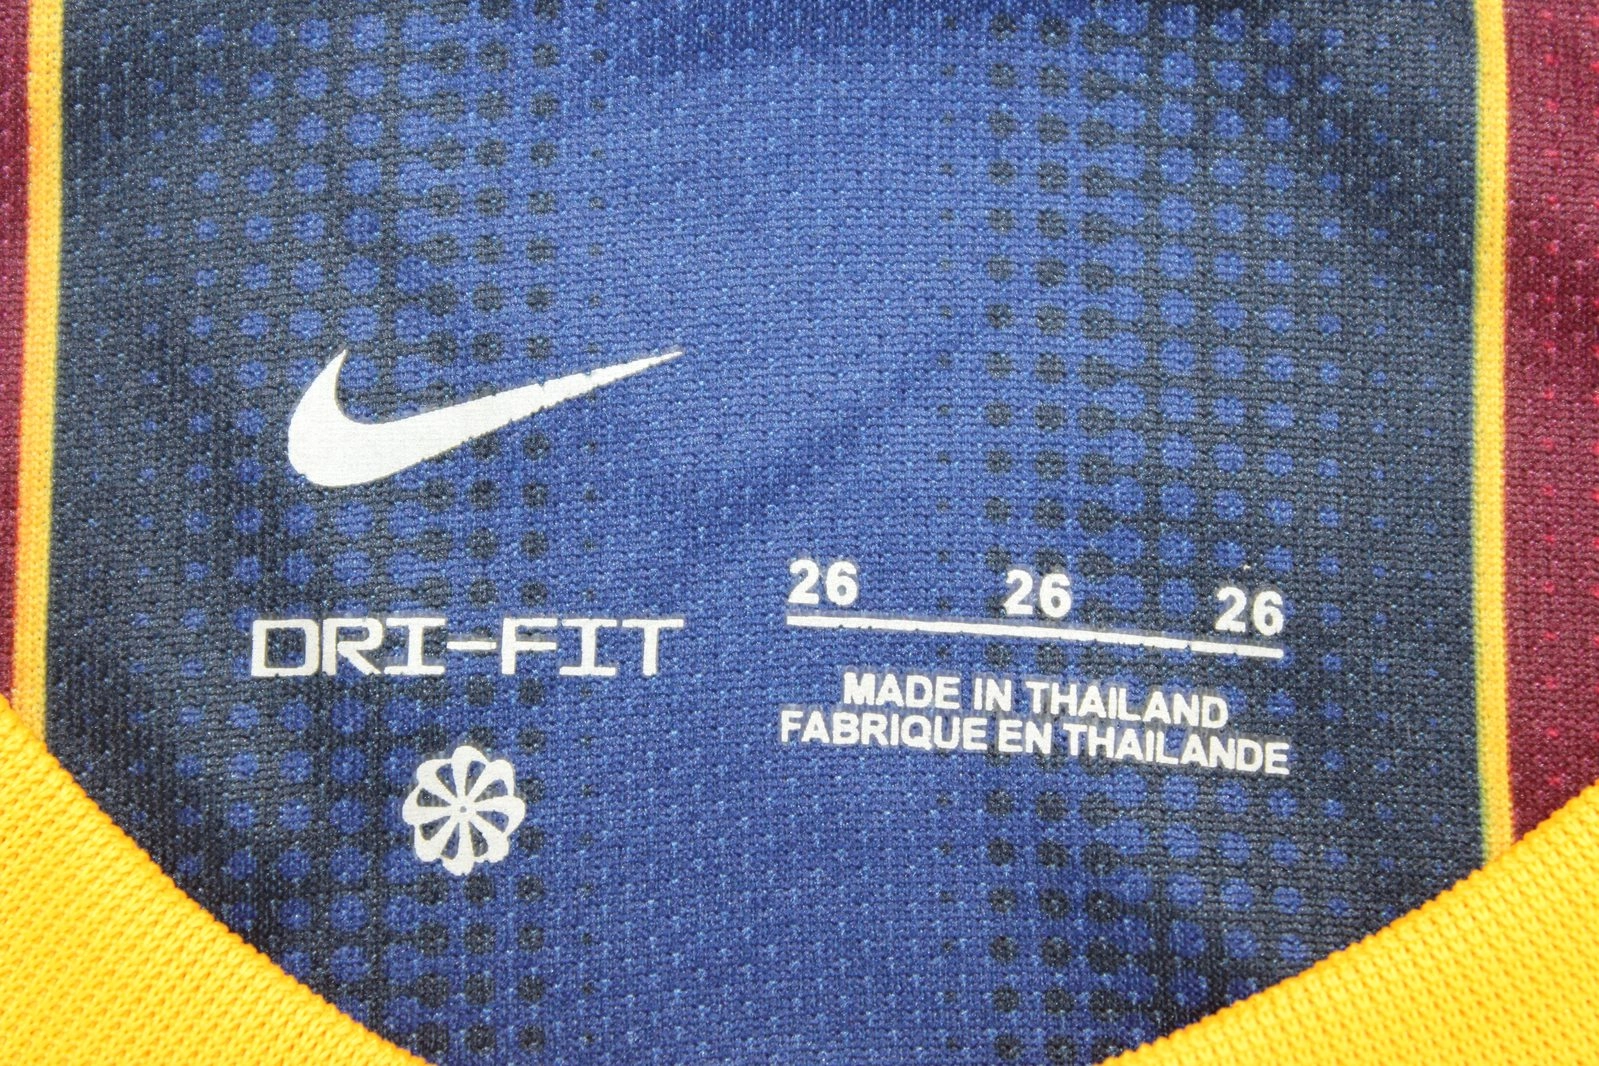 DRI-FIT
26 26 26
MADE IN THAILAND
FABRIQUE EN THAILANDE